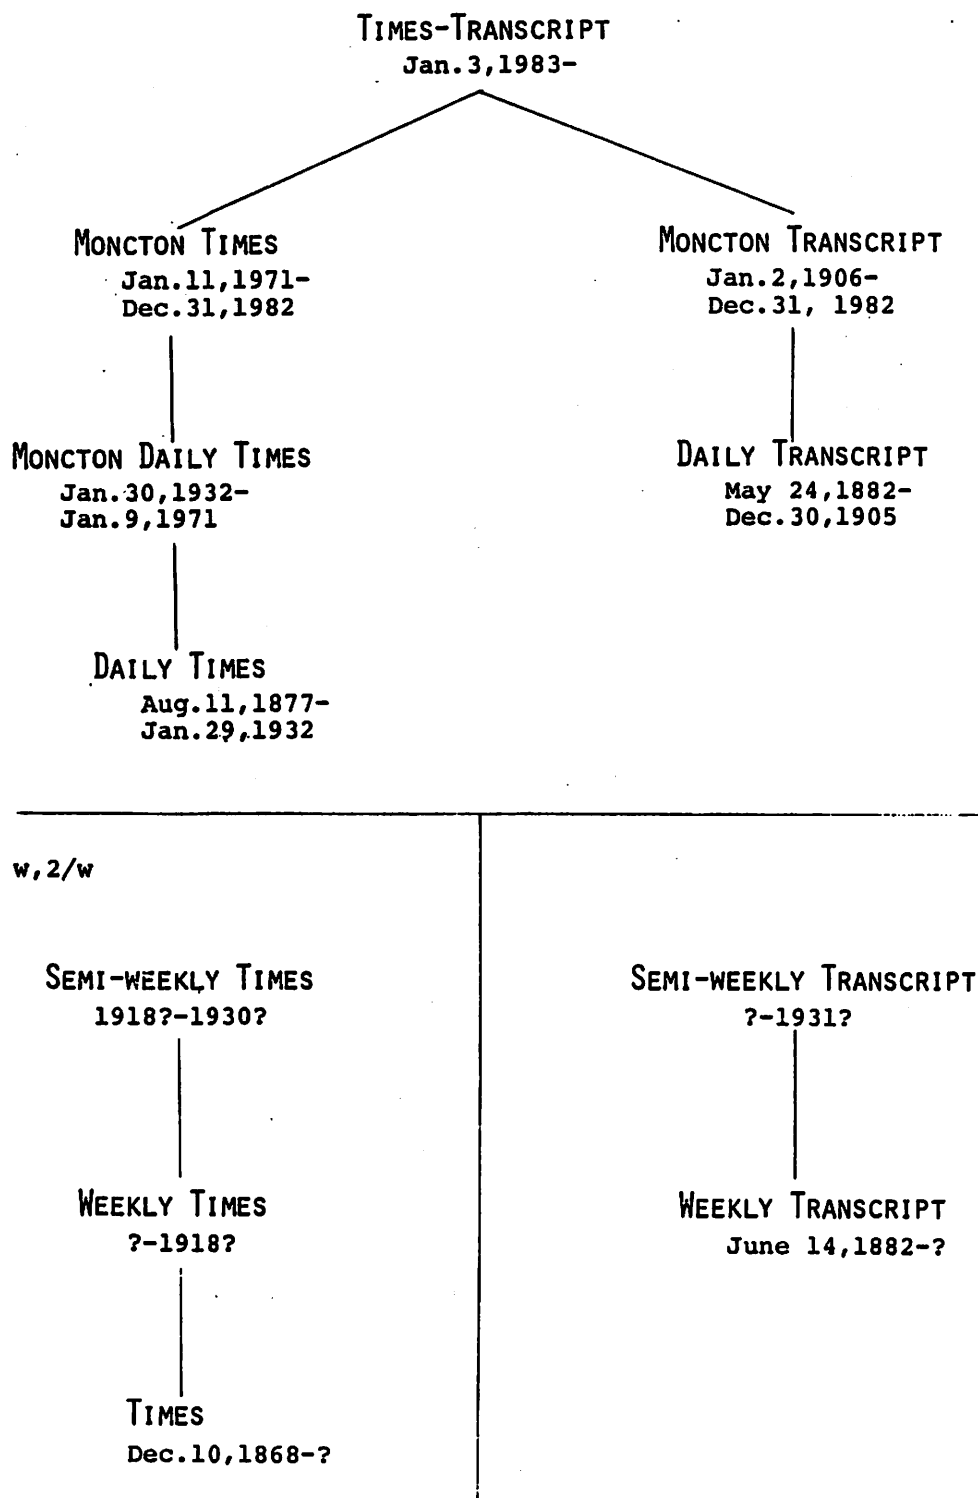 TIMES-TRANSCRIPT
Jan.3,1983-
MONCTON TIMES
Jan.11,1971-
Dec.31,1982
MONCTON TRANSCRIPT
Jan.2,1906-
Dec.31, 1982
MONCTON DAILY TIMES
Jan.30,1932-
Jan.9,1971
DAILY TRANSCRIPT
May 24,1882-
Dec.30,1905
DAILY TIMES
Aug.11,1877-
Jan.29,1932
w,2/w
SEMI-WEEKLY TIMES
1918?-1930?
SEMI-WEEKLY TRANSCRIPT
?-1931?
WEEKLY TIMES
?-1918?
WEEKLY TRANSCRIPT
June 14,1882-?
TIMES
Dec.10,1868-?